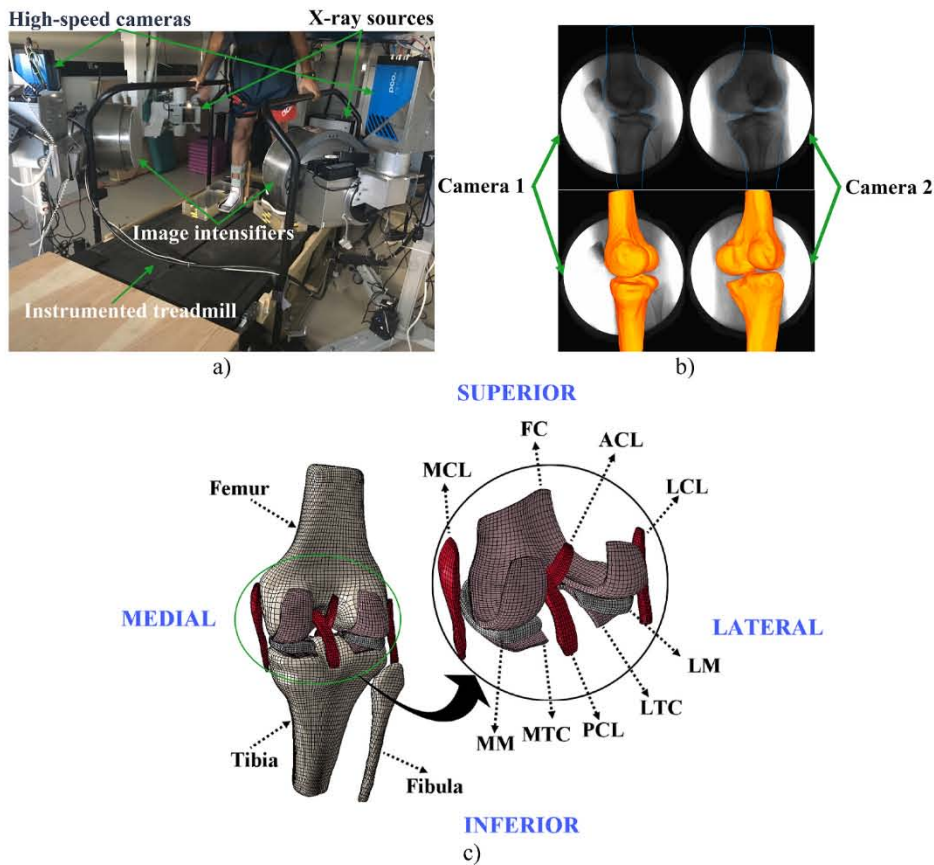 High-speed cameras
X-ray sources
pco.
Image intensifiers
Instrumented treadmill
a)
Camera 1
Camera 2
b)
SUPERIOR
FC
ACL
MCL
LCL
Femur
MEDIAL
LATERAL
LM
LTC
MM
MTC
PCL
Tibia
Fibula
INFERIOR
c)